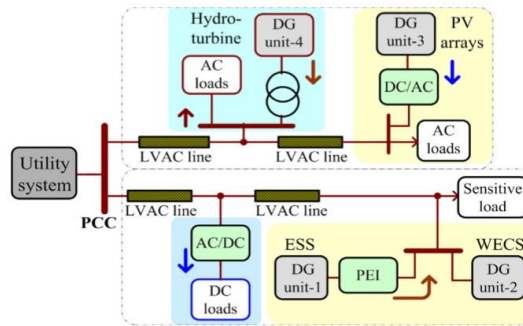 Hydro-
turbine
DG
unit-4
DG
unit-3
PV
arrays
AC
loads
DC/AC
AC
loads
LVAC line
LVAC line
Utility
system
PCC
LVAC line
LVAC line
Sensitive
load
AC/DC
DC
loads
ESS
WECS
DG
unit-1
PEI
DG
unit-2